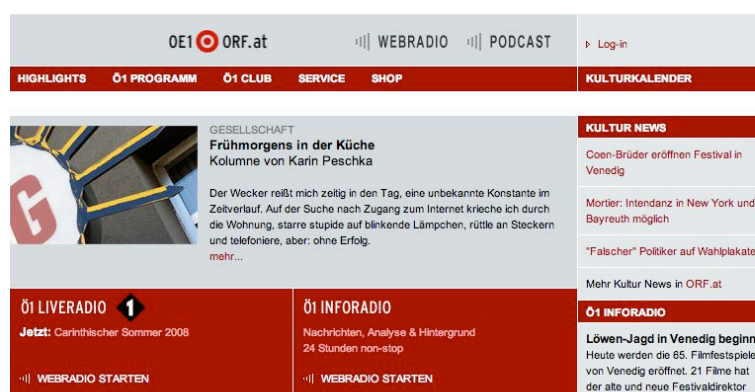 OE1 ORF.at
WEBRADIO
PODCAST
Log-in
HIGHLIGHTS
Ö1 PROGRAMM
Ö1 CLUB
SERVICE
SHOP
KULTURKALENDER
G
GESELLSCHAFT
Frühmorgens in der Küche
Kolumne von Karin Peschka
Der Wecker reißt mich zeitig in den Tag, eine unbekannte Konstante im
Zeitverlauf. Auf der Suche nach Zugang zum Internet krieche ich durch
die Wohnung, starre stupide auf blinkende Lämpchen, rüttle an Steckern
und telefoniere, aber: ohne Erfolg.
mehr...
KULTUR NEWS
Coen-Brüder eröffnen Festival in
Venedig
Mortier: Intendanz in New York und
Bayreuth möglich
"Falscher" Politiker auf Wahlplakate
Mehr Kultur News in ORF.at
Ö1 LIVERADIO 1
Jetzt: Carinthischer Sommer 2008
WEBRADIO STARTEN
Ö1 INFORADIO
Nachrichten, Analyse & Hintergrund
24 Stunden non-stop
WEBRADIO STARTEN
Ö1 INFORADIO
Löwen-Jagd in Venedig beginn
Heute werden die 65. Filmfestspiele
von Venedig eröffnet. 21 Filme hat
der alte und neue Festivaldirektor